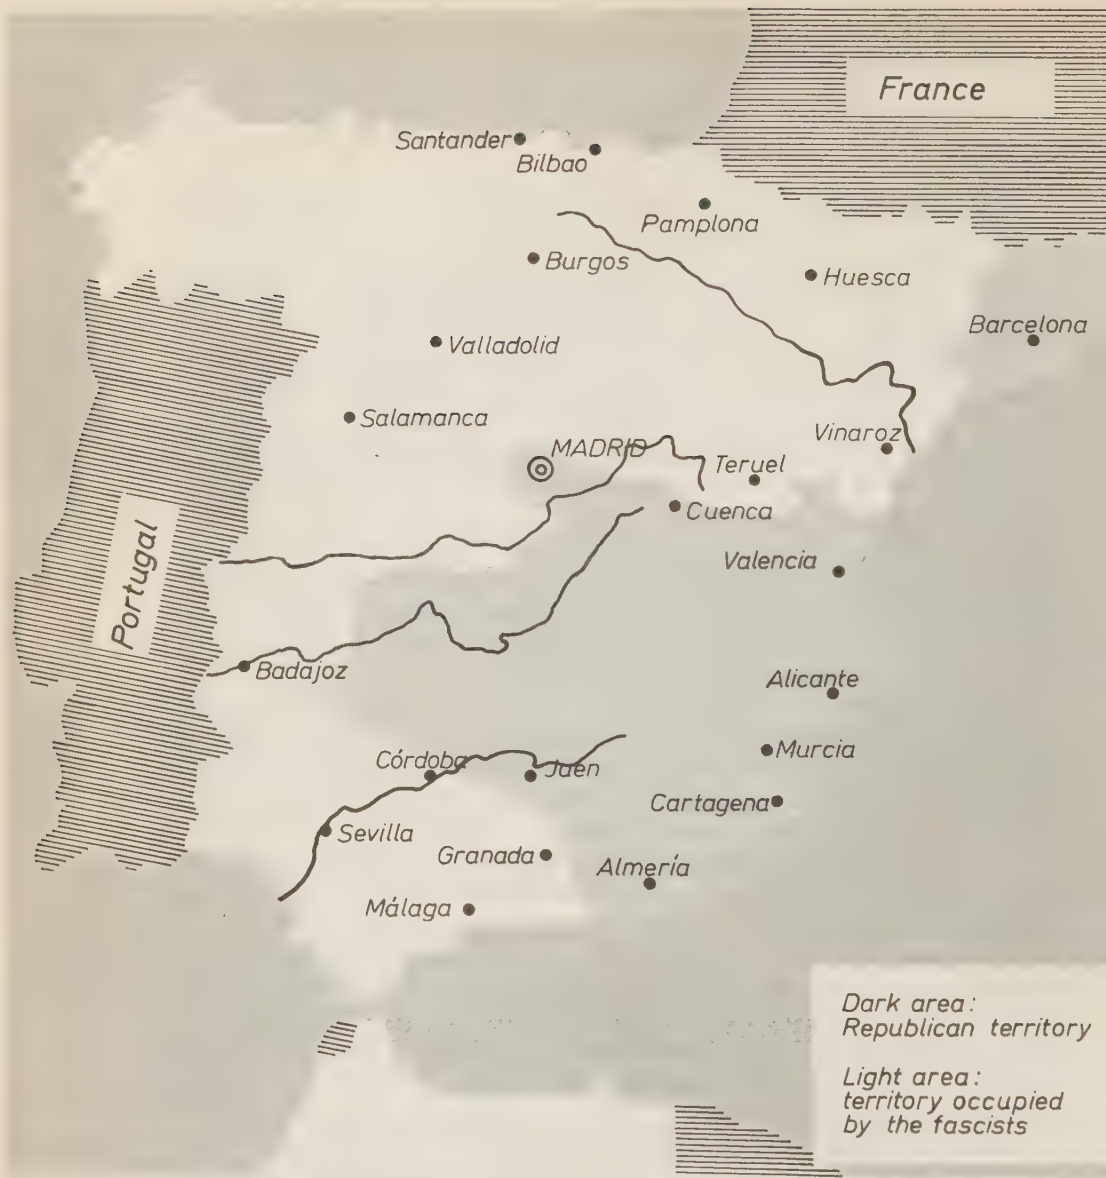 France
Santander
Bilbao
Pamplona
Burgos
Huesca
Barcelona
Valladolid
Salamanca
Vinaroz
MADRID
Teruel
Cuenca
Valencia
Portugal
Badajoz
Alicante
Córdoba
Jaén
Murcia
Cartagena
Sevilla
Granada
Almería
Málaga
Dark area:
Republican territory
Light area:
territory occupied
by the fascists